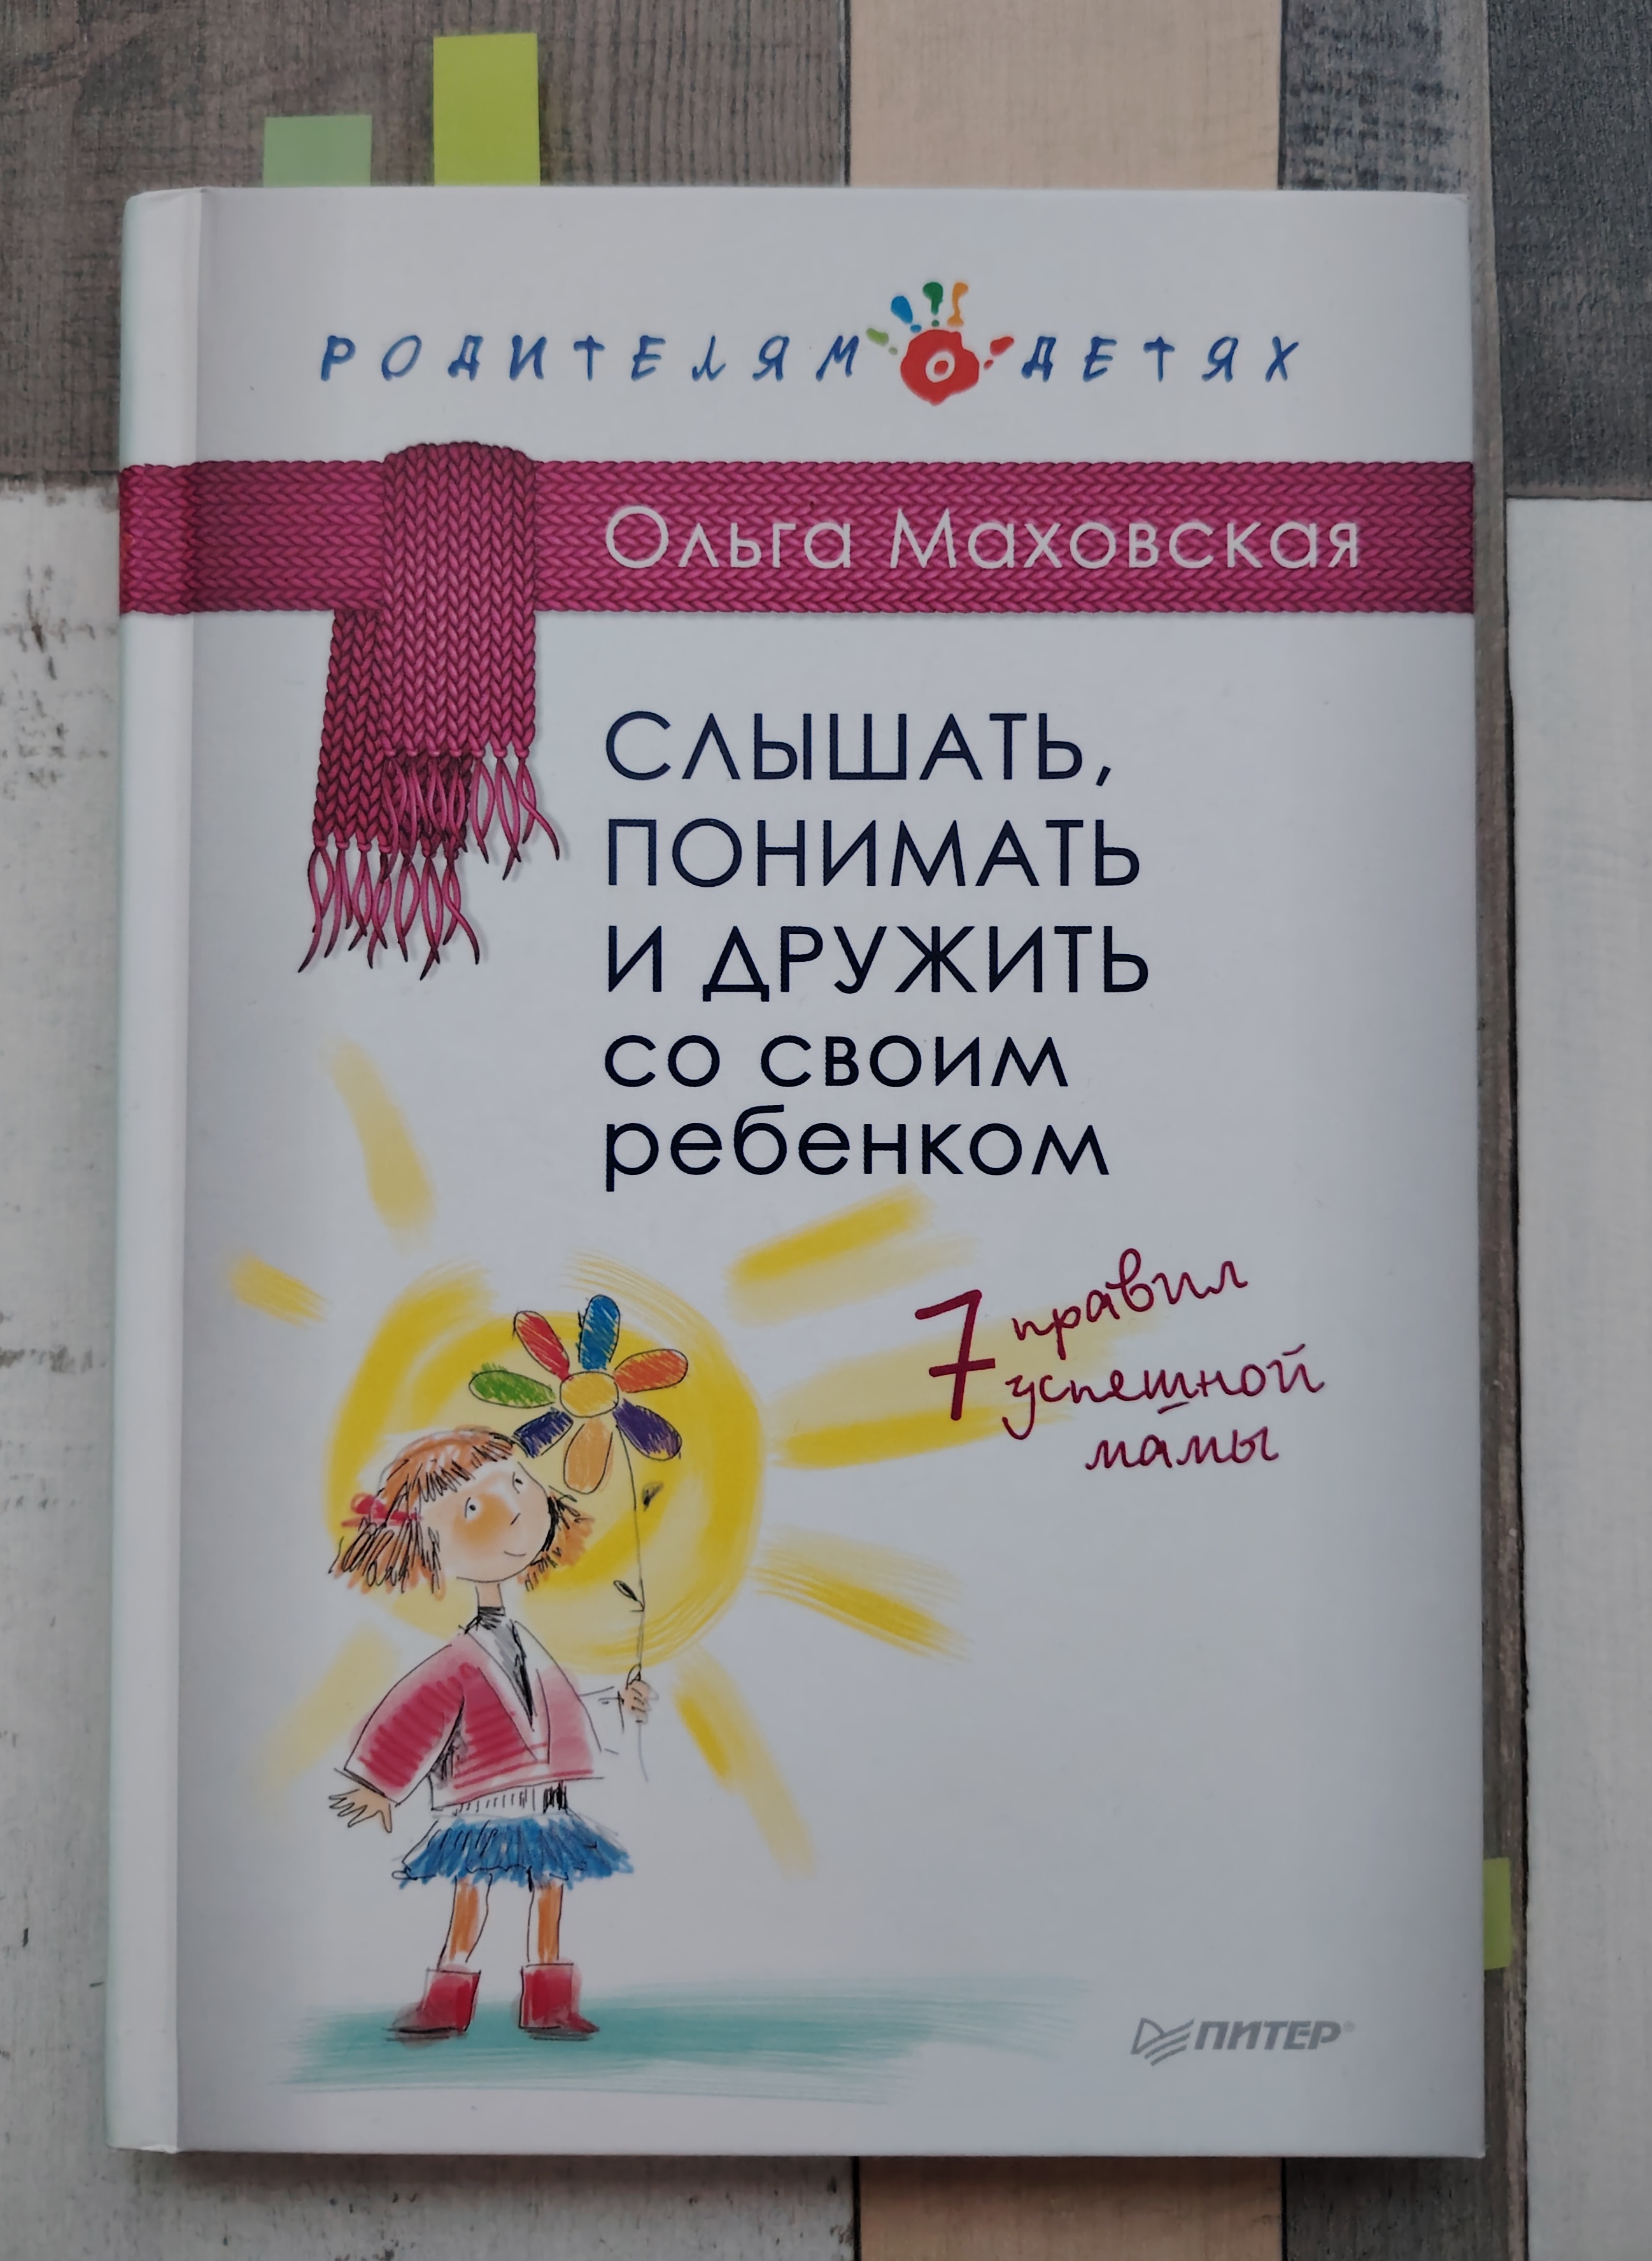 РОДИТЕЛЯМ О ДЕТЯХ
Ольга Маховская
СЛЫШАТЬ,
ПОНИМАТЬ
И ДРУЖИТЬ
со своим
ребенком
7 правил
успешной
мамы
ПИТЕР®